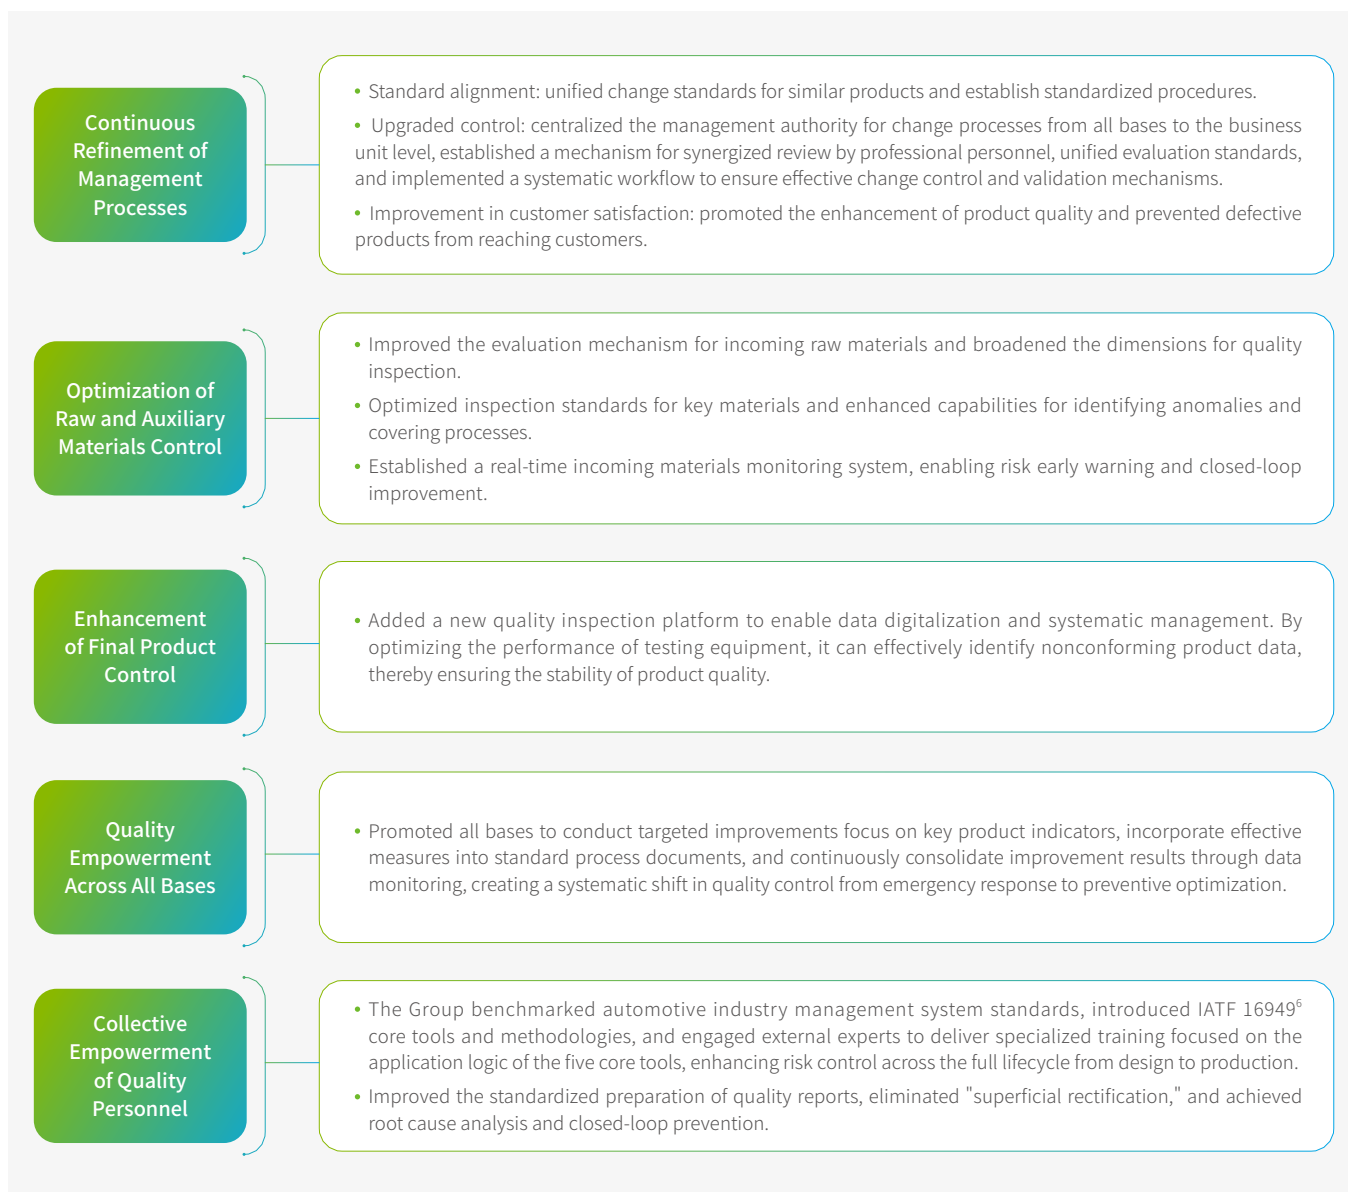 Continuous
Refinement of
Management
Processes
• Standard alignment: unified change standards for similar products and establish standardized procedures.
• Upgraded control: centralized the management authority for change processes from all bases to the business
unit level, established a mechanism for synergized review by professional personnel, unified evaluation standards,
and implemented a systematic workflow to ensure effective change control and validation mechanisms.
• Improvement in customer satisfaction: promoted the enhancement of product quality and prevented defective
products from reaching customers.
Optimization of
Raw and Auxiliary
Materials Control
• Improved the evaluation mechanism for incoming raw materials and broadened the dimensions for quality
inspection.
• Optimized inspection standards for key materials and enhanced capabilities for identifying anomalies and
covering processes.
• Established a real-time incoming materials monitoring system, enabling risk early warning and closed-loop
improvement.
Enhancement
of Final Product
Control
• Added a new quality inspection platform to enable data digitalization and systematic management. By
optimizing the performance of testing equipment, it can effectively identify nonconforming product data,
thereby ensuring the stability of product quality.
Quality
Empowerment
Across All Bases
• Promoted all bases to conduct targeted improvements focus on key product indicators, incorporate effective
measures into standard process documents, and continuously consolidate improvement results through data
monitoring, creating a systematic shift in quality control from emergency response to preventive optimization.
Collective
Empowerment
of Quality
Personnel
• The Group benchmarked automotive industry management system standards, introduced IATF 16949⁶
core tools and methodologies, and engaged external experts to deliver specialized training focused on the
application logic of the five core tools, enhancing risk control across the full lifecycle from design to production.
• Improved the standardized preparation of quality reports, eliminated "superficial rectification," and achieved
root cause analysis and closed-loop prevention.